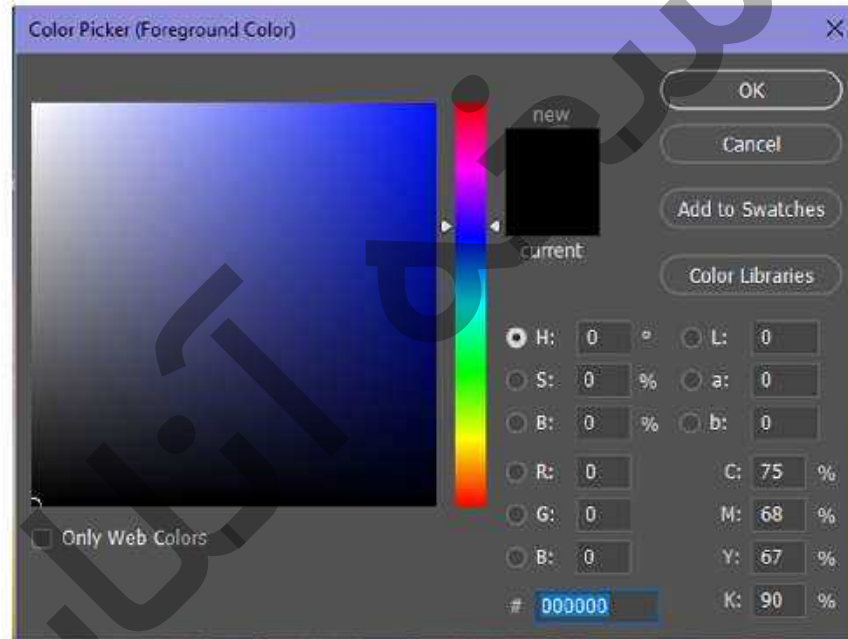 Color Picker (Foreground Color)
new
current
OK
Cancel
Add to Swatches
Color Libraries
H: 0 °
L: 0
S: 0 %
a: 0
B: 0 %
b: 0
R: 0
C: 75 %
G: 0
M: 68 %
B: 0
Y: 67 %
# 000000
K: 90 %
Only Web Colors